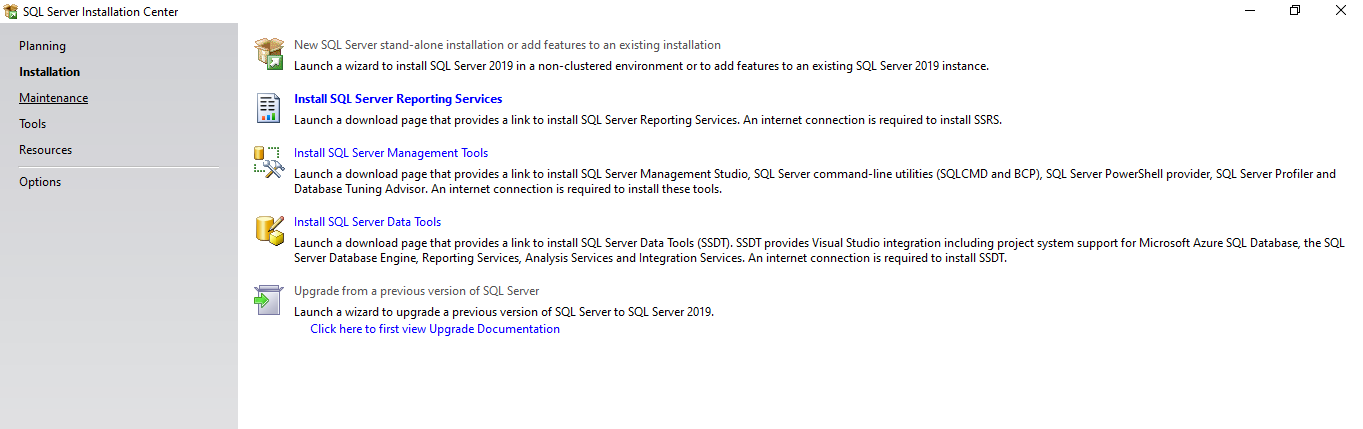 SQL Server Installation Center
Planning
Installation
Maintenance
Tools
Resources
Options
New SQL Server stand-alone installation or add features to an existing installation
Launch a wizard to install SQL Server 2019 in a non-clustered environment or to add features to an existing SQL Server 2019 instance.
Install SQL Server Reporting Services
Launch a download page that provides a link to install SQL Server Reporting Services. An internet connection is required to install SSRS.
Install SQL Server Management Tools
Launch a download page that provides a link to install SQL Server Management Studio, SQL Server command-line utilities (SQLCMD and BCP), SQL Server PowerShell provider, SQL Server Profiler and
Database Tuning Advisor. An internet connection is required to install these tools.
Install SQL Server Data Tools
Launch a download page that provides a link to install SQL Server Data Tools (SSDT). SSDT provides Visual Studio integration including project system support for Microsoft Azure SQL Database, the SQL
Server Database Engine, Reporting Services, Analysis Services and Integration Services. An internet connection is required to install SSDT.
Upgrade from a previous version of SQL Server
Launch a wizard to upgrade a previous version of SQL Server to SQL Server 2019.
Click here to first view Upgrade Documentation